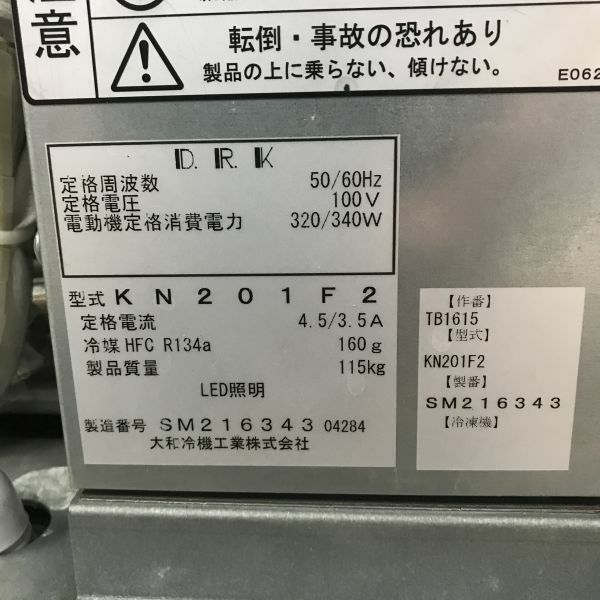 注意
転倒・事故の恐れあり
製品の上に乗らない、傾けない。
E062
D. R. K
定格周波数 50/60Hz
定格電圧 100V
電動機定格消費電力 320/340W
型式 KN201F2
定格電流 4.5/3.5A
冷媒 HFC R134a 160g
製品質量 115kg
LED照明
製造番号 SM216343 04284
大和冷機工業株式会社
【作番】
TB1615
【型式】
KN201F2
【製番】
SM216343
【冷凍機】